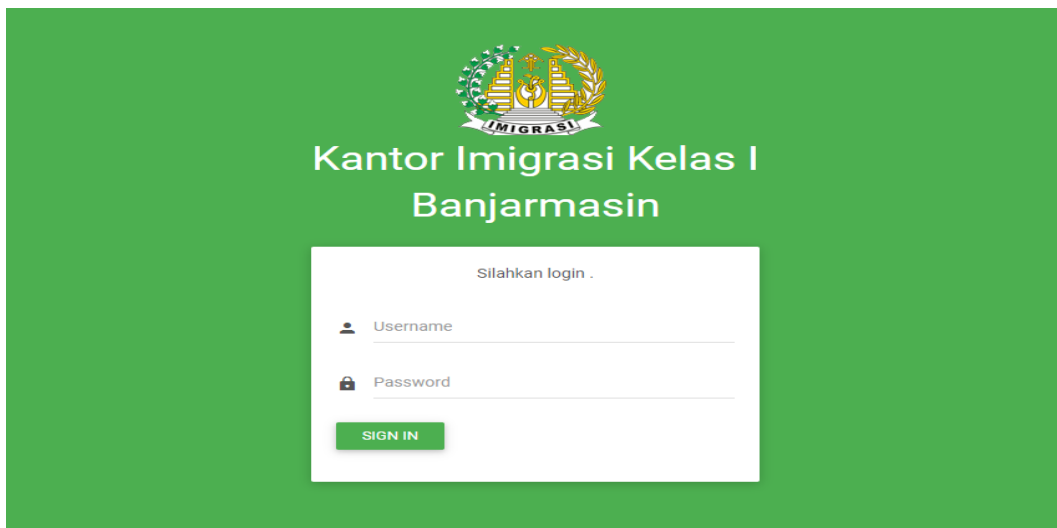 IMIGRASI
Kantor Imigrasi Kelas I
Banjarmasin
Silahkan login .
Username
Password
SIGN IN